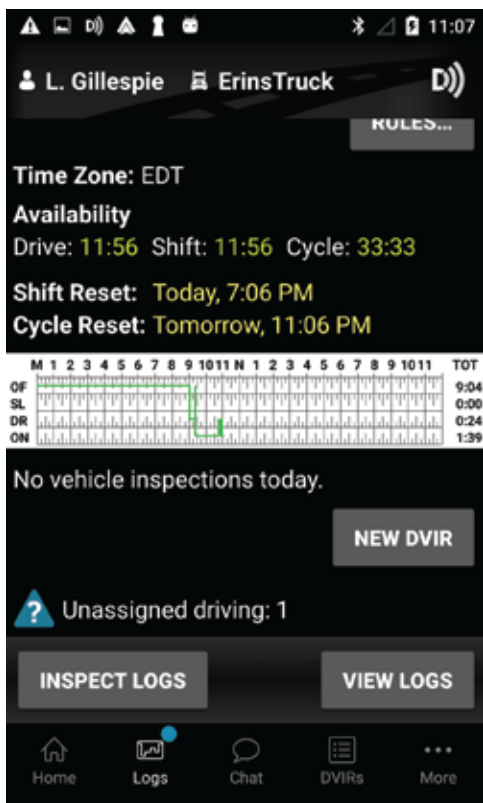 11:07
L. Gillespie ErinsTruck D))
RULES...
Time Zone: EDT
Availability
Drive: 11:56 Shift: 11:56 Cycle: 33:33
Shift Reset: Today, 7:06 PM
Cycle Reset: Tomorrow, 11:06 PM
M 1 2 3 4 5 6 7 8 9 10 11 N 1 2 3 4 5 6 7 8 9 10 11 TOT
OF 9:04
SL 0:00
DR 0:24
ON 1:39
No vehicle inspections today.
NEW DVIR
? Unassigned driving: 1
INSPECT LOGS VIEW LOGS
Home Logs Chat DVIRs More